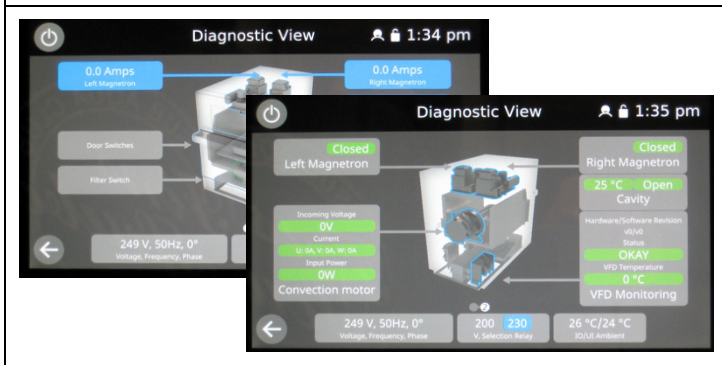 Diagnostic View
1:34 pm
0.0 Amps
Left Magnetron
0.0 Amps
Right Magnetron
Door Switches
Filter Switch
249 V, 50Hz, 0°
Voltage, Frequency, Phase
Diagnostic View
1:35 pm
Closed
Left Magnetron
Closed
Right Magnetron
25 °C Open
Cavity
Incoming Voltage
0V
Current
U: 0A, V: 0A, W: 0A
Input Power
0W
Convection motor
Hardware/Software Revision
v0/v0
Status
OKAY
VFD Temperature
0 °C
VFD Monitoring
2
249 V, 50Hz, 0°
Voltage, Frequency, Phase
200 230
V. Selection Relay
26 °C/24 °C
IO/UI Ambient